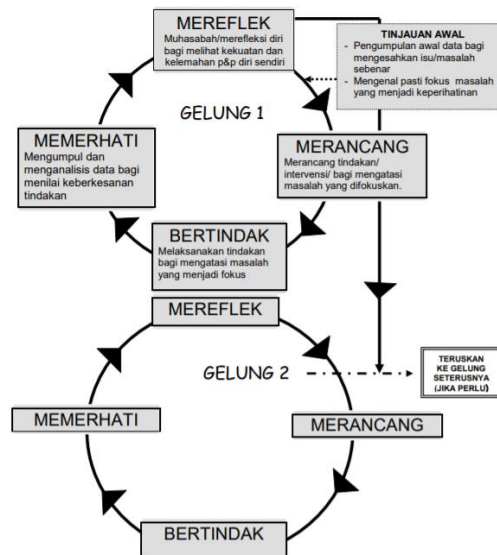 MEREFLEK
Muhasabah/merefleksi diri
bagi melihat kekuatan dan
kelemahan p&p diri sendiri
TINJAUAN AWAL
- Pengumpulan awal data bagi
mengesahkan isu/masalah
sebenar
- Mengenal pasti fokus masalah
yang menjadi keperihatinan
GELUNG 1
MEMERHATI
Mengumpul dan
menganalisis data bagi
menilai keberkesanan
tindakan
MERANCANG
Merancang tindakan/
intervensi/ bagi mengatasi
masalah yang difokuskan.
BERTINDAK
Melaksanakan tindakan
bagi mengatasi masalah
yang menjadi fokus
MEREFLEK
GELUNG 2
TERUSKAN
KE GELUNG
SETERUSNYA
(JIKA PERLU)
MEMERHATI
MERANCANG
BERTINDAK